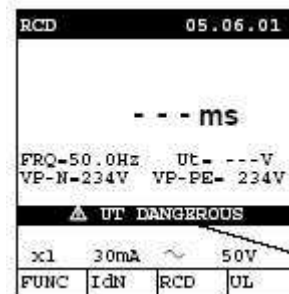 RCD 05.06.01
- - - ms
FRQ=50.0Hz Ut= ---V
VP-N=234V VP-PE= 234V
⚠ UT DANGEROUS
x1 30mA ~ 50V
FUNC IdN RCD UL